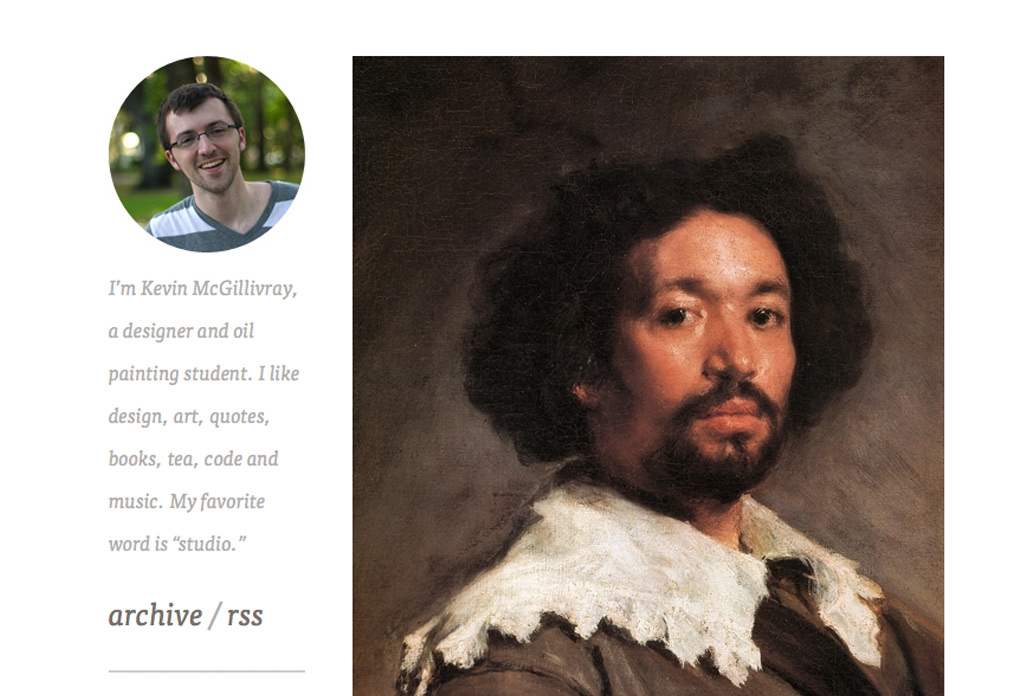 I'm Kevin McGillivray,
a designer and oil
painting student. I like
design, art, quotes,
books, tea, code and
music. My favorite
word is “studio.”
archive / rss